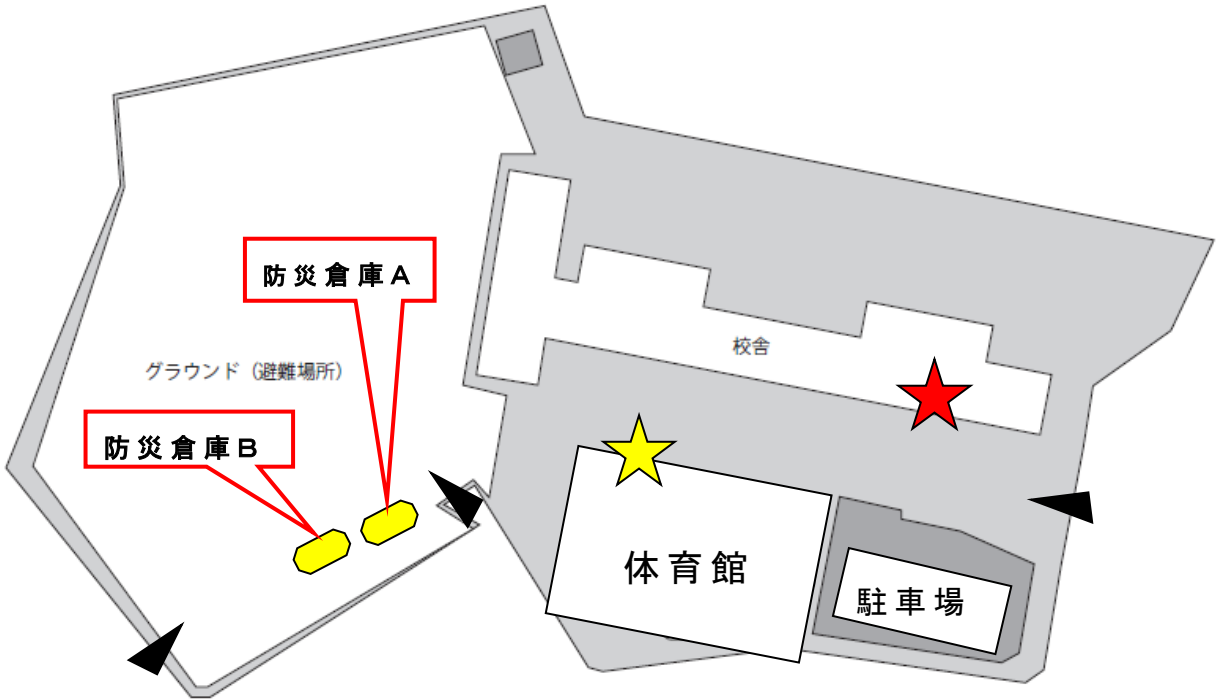 防災倉庫A
校舎
グラウンド（避難場所）
防災倉庫B
体育館
駐車場